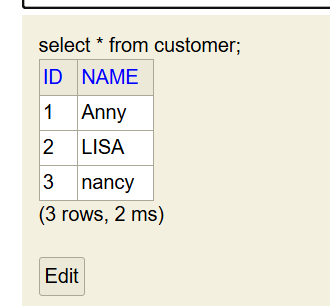 select * from customer;
ID NAME
1 Anny
2 LISA
3 nancy
(3 rows, 2 ms)
Edit